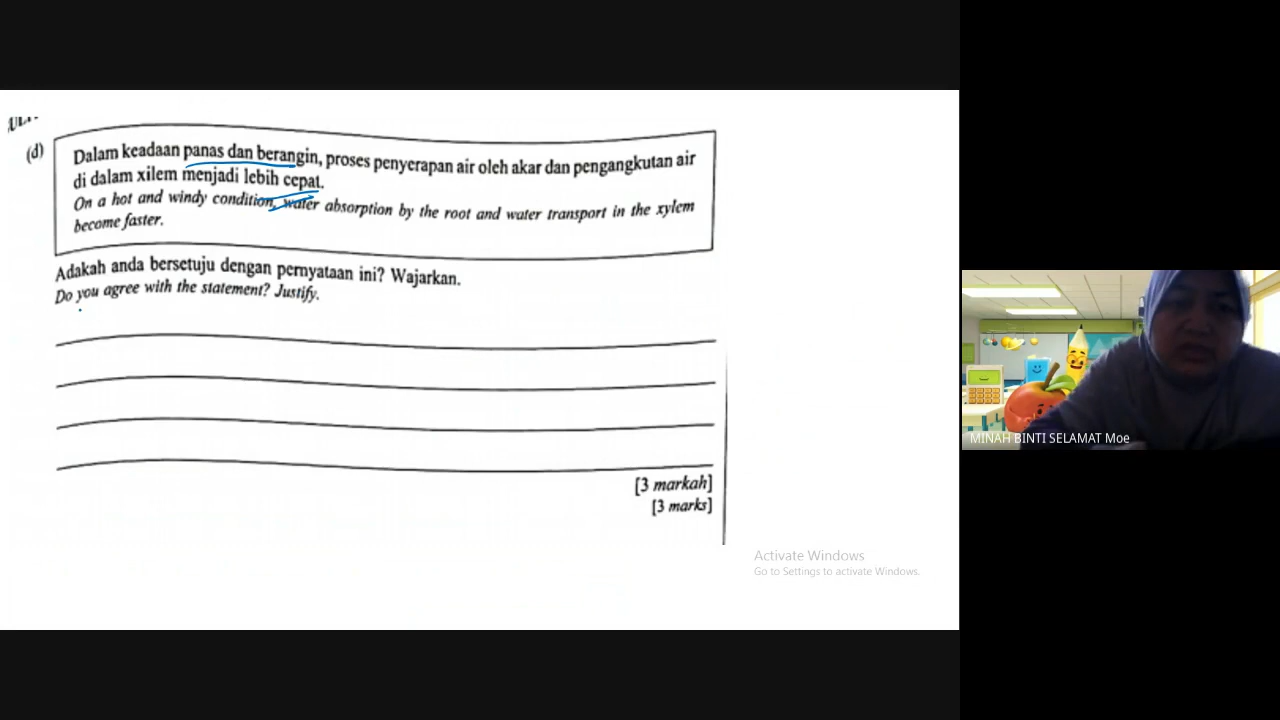 (d)
Dalam keadaan panas dan berangin, proses penyerapan air oleh akar dan pengangkutan air
di dalam xilem menjadi lebih cepat.
On a hot and windy condition, water absorption by the root and water transport in the xylem
become faster.
Adakah anda bersetuju dengan pernyataan ini? Wajarkan.
Do you agree with the statement? Justify.
[3 markah]
[3 marks]
Activate Windows
Go to Settings to activate Windows.
MINAH BINTI SELAMAT Moe